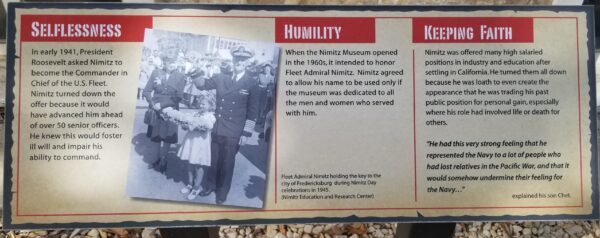 SELFLESSNESS
In early 1941, President
Roosevelt asked Nimitz to
become the Commander in
Chief of the U.S. Fleet.
Nimitz turned down the
offer because it would
have advanced him ahead
of over 50 senior officers.
He knew this would foster
ill will and impair his
ability to command.
HUMILITY
When the Nimitz Museum opened
in the 1960s, it intended to honor
Fleet Admiral Nimitz. Nimitz agreed
to allow his name to be used only if
the museum was dedicated to all
the men and women who served
with him.
Fleet Admiral Nimitz holding the key to the
city of Fredericksburg during Nimitz Day
celebrations in 1945.
(Nimitz Education and Research Center)
KEEPING FAITH
Nimitz was offered many high salaried
positions in industry and education after
settling in California. He turned them all down
because he was loath to even create the
appearance that he was trading his past
public position for personal gain, especially
where his role had involved life or death for
others.
"He had this very strong feeling that he
represented the Navy to a lot of people who
had lost relatives in the Pacific War, and that it
would somehow undermine their feeling for
the Navy…"
explained his son Chet.